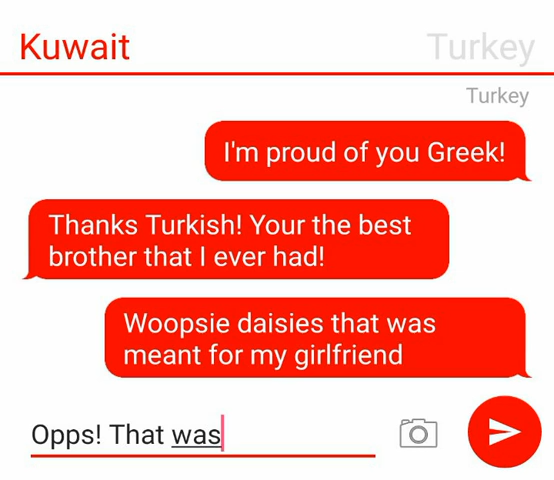 Kuwait
Turkey
Turkey
I'm proud of you Greek!
Thanks Turkish! Your the best
brother that I ever had!
Woopsie daisies that was
meant for my girlfriend
Opps! That was